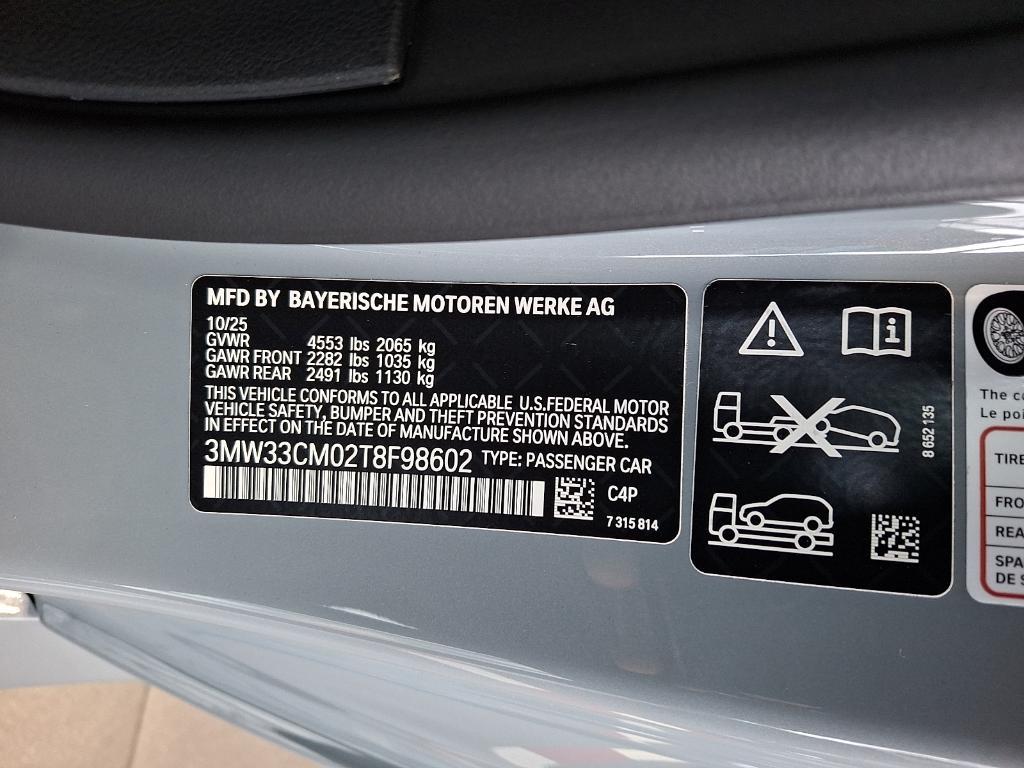 MFD BY BAYERISCHE MOTOREN WERKE AG
10/25
GVWR 4553 lbs 2065 kg
GAWR FRONT 2282 lbs 1035 kg
GAWR REAR 2491 lbs 1130 kg
THIS VEHICLE CONFORMS TO ALL APPLICABLE U.S.FEDERAL MOTOR
VEHICLE SAFETY, BUMPER AND THEFT PREVENTION STANDARDS
IN EFFECT ON THE DATE OF MANUFACTURE SHOWN ABOVE.
3MW33CM02T8F98602 TYPE: PASSENGER CAR
C4P
7 315 814
8 652 135
The
Le
TIRE
REA
DE